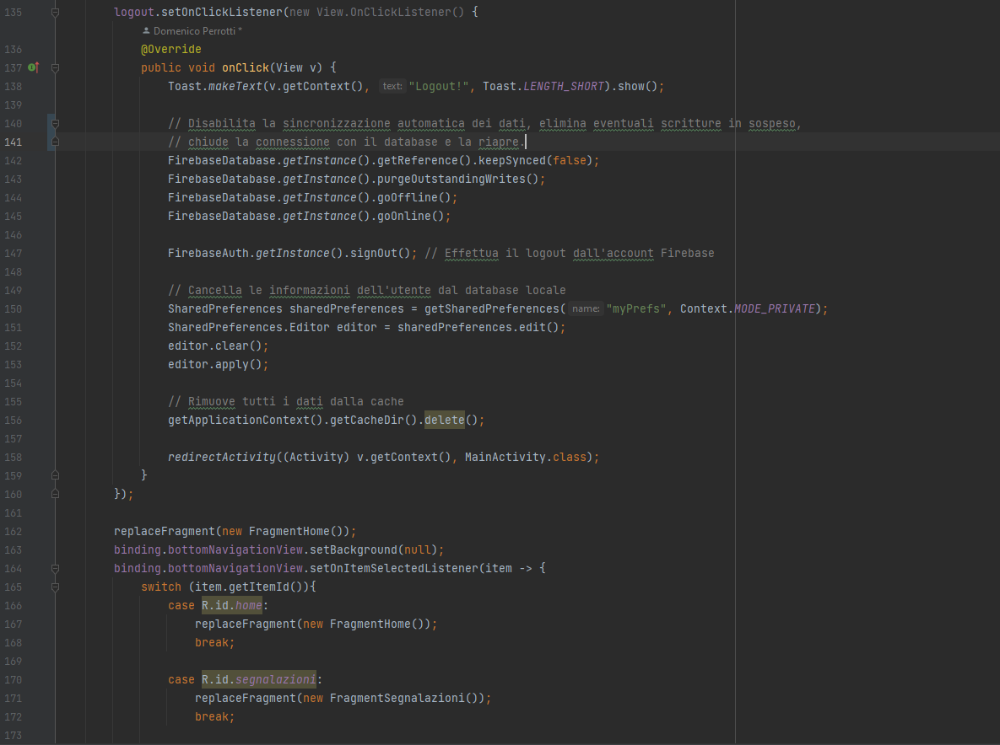 135 logout.setOnClickListener(new View.OnClickListener() {
Domenico Perrotti *
136 @Override
137 public void onClick(View v) {
138 Toast.makeText(v.getContext(), text: "Logout!", Toast.LENGTH_SHORT).show();
139
140 // Disabilita la sincronizzazione automatica dei dati, elimina eventuali scritture in sospeso,
141 // chiude la connessione con il database e la riapre.
142 FirebaseDatabase.getInstance().getReference().keepSynced(false);
143 FirebaseDatabase.getInstance().purgeOutstandingWrites();
144 FirebaseDatabase.getInstance().goOffline();
145 FirebaseDatabase.getInstance().goOnline();
146
147 FirebaseAuth.getInstance().signOut(); // Effettua il logout dall'account Firebase
148
149 // Cancella le informazioni dell'utente dal database locale
150 SharedPreferences sharedPreferences = getSharedPreferences( name: "myPrefs", Context.MODE_PRIVATE);
151 SharedPreferences.Editor editor = sharedPreferences.edit();
152 editor.clear();
153 editor.apply();
154
155 // Rimuove tutti i dati dalla cache
156 getApplicationContext().getCacheDir().delete();
157
158 redirectActivity((Activity) v.getContext(), MainActivity.class);
159 }
160 });
161
162 replaceFragment(new FragmentHome());
163 binding.bottomNavigationView.setBackground(null);
164 binding.bottomNavigationView.setOnItemSelectedListener(item -> {
165 switch (item.getItemId()){
166 case R.id.home:
167 replaceFragment(new FragmentHome());
168 break;
169
170 case R.id.segnalazioni:
171 replaceFragment(new FragmentSegnalazioni());
172 break;
173